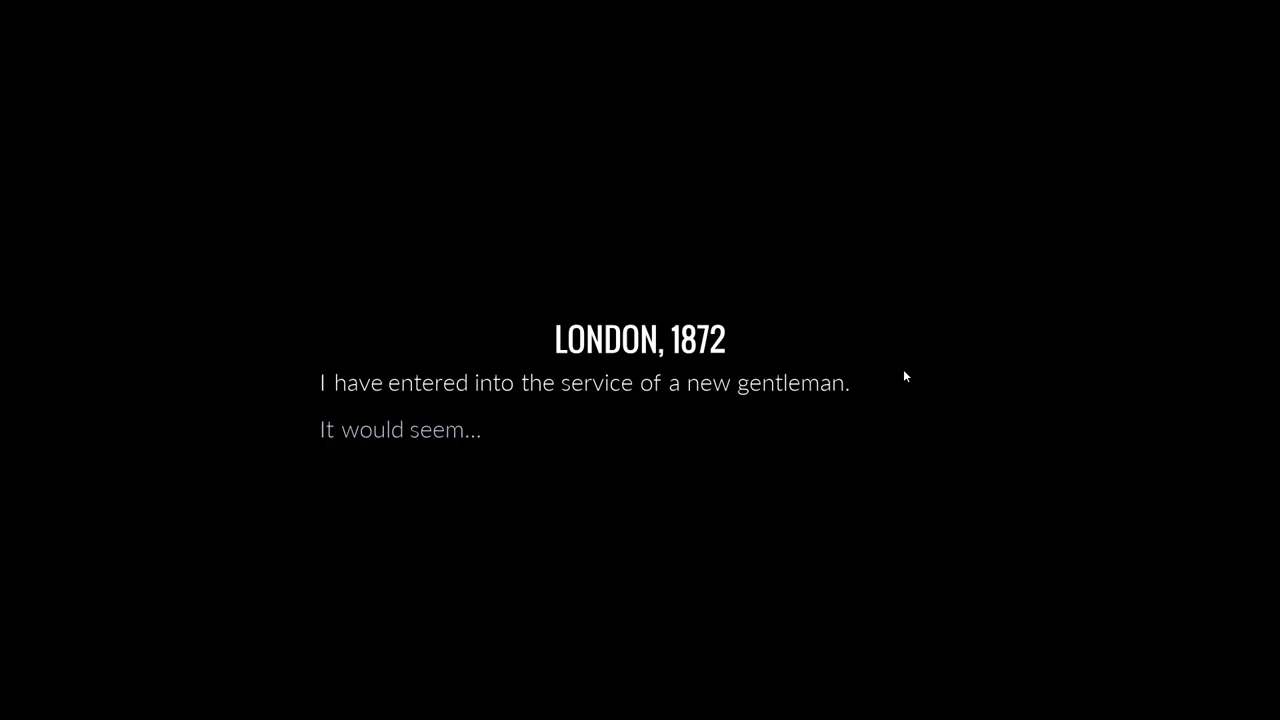 LONDON, 1872
I have entered into the service of a new gentleman.
It would seem...